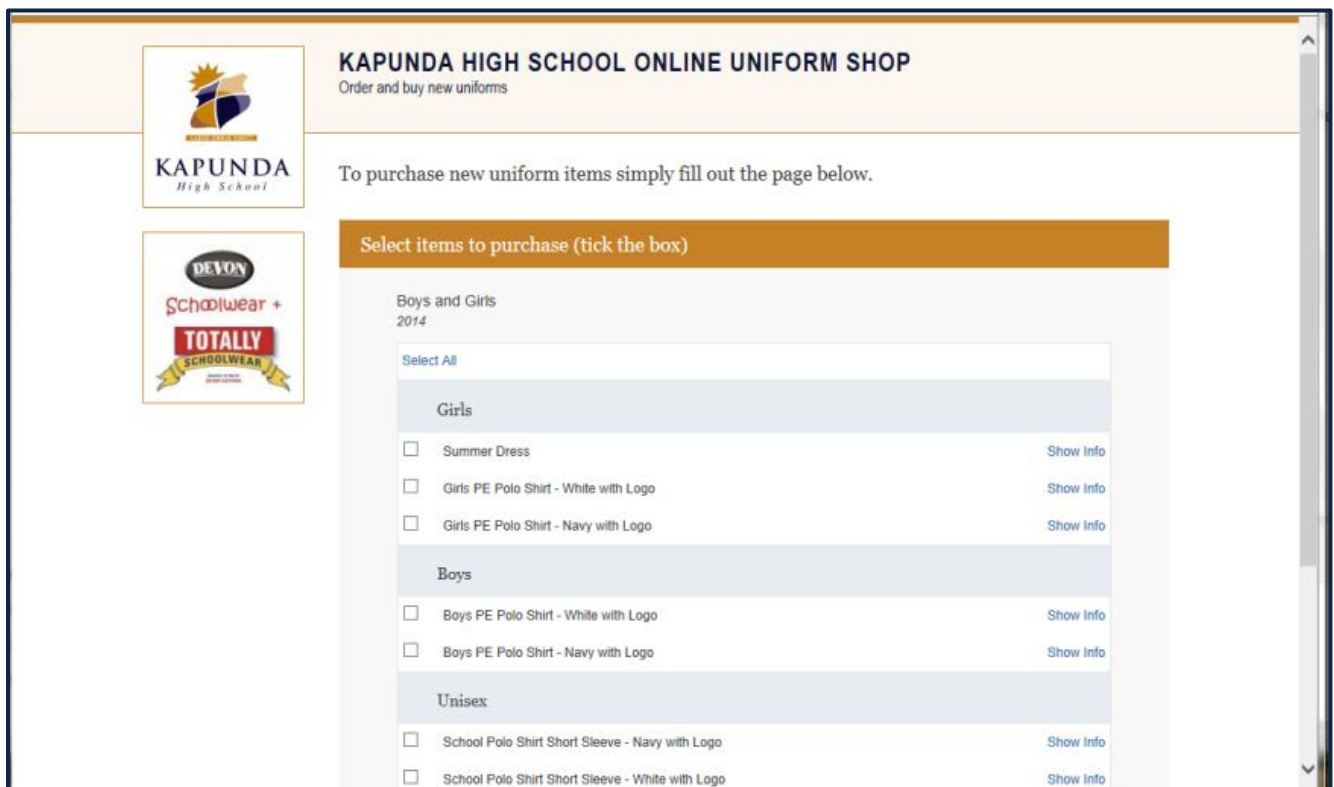 KAPUNDA HIGH SCHOOL ONLINE UNIFORM SHOP
Order and buy new uniforms
KAPUNDA
High School
To purchase new uniform items simply fill out the page below.
DEVON
Schoolwear +
TOTALLY
SCHOOLWEAR
Select items to purchase (tick the box)
Boys and Girls
2014
Select All
Girls
Summer Dress Show Info
Girls PE Polo Shirt - White with Logo Show Info
Girls PE Polo Shirt - Navy with Logo Show Info
Boys
Boys PE Polo Shirt - White with Logo Show Info
Boys PE Polo Shirt - Navy with Logo Show Info
Unisex
School Polo Shirt Short Sleeve - Navy with Logo Show Info
School Polo Shirt Short Sleeve - White with Logo Show Info